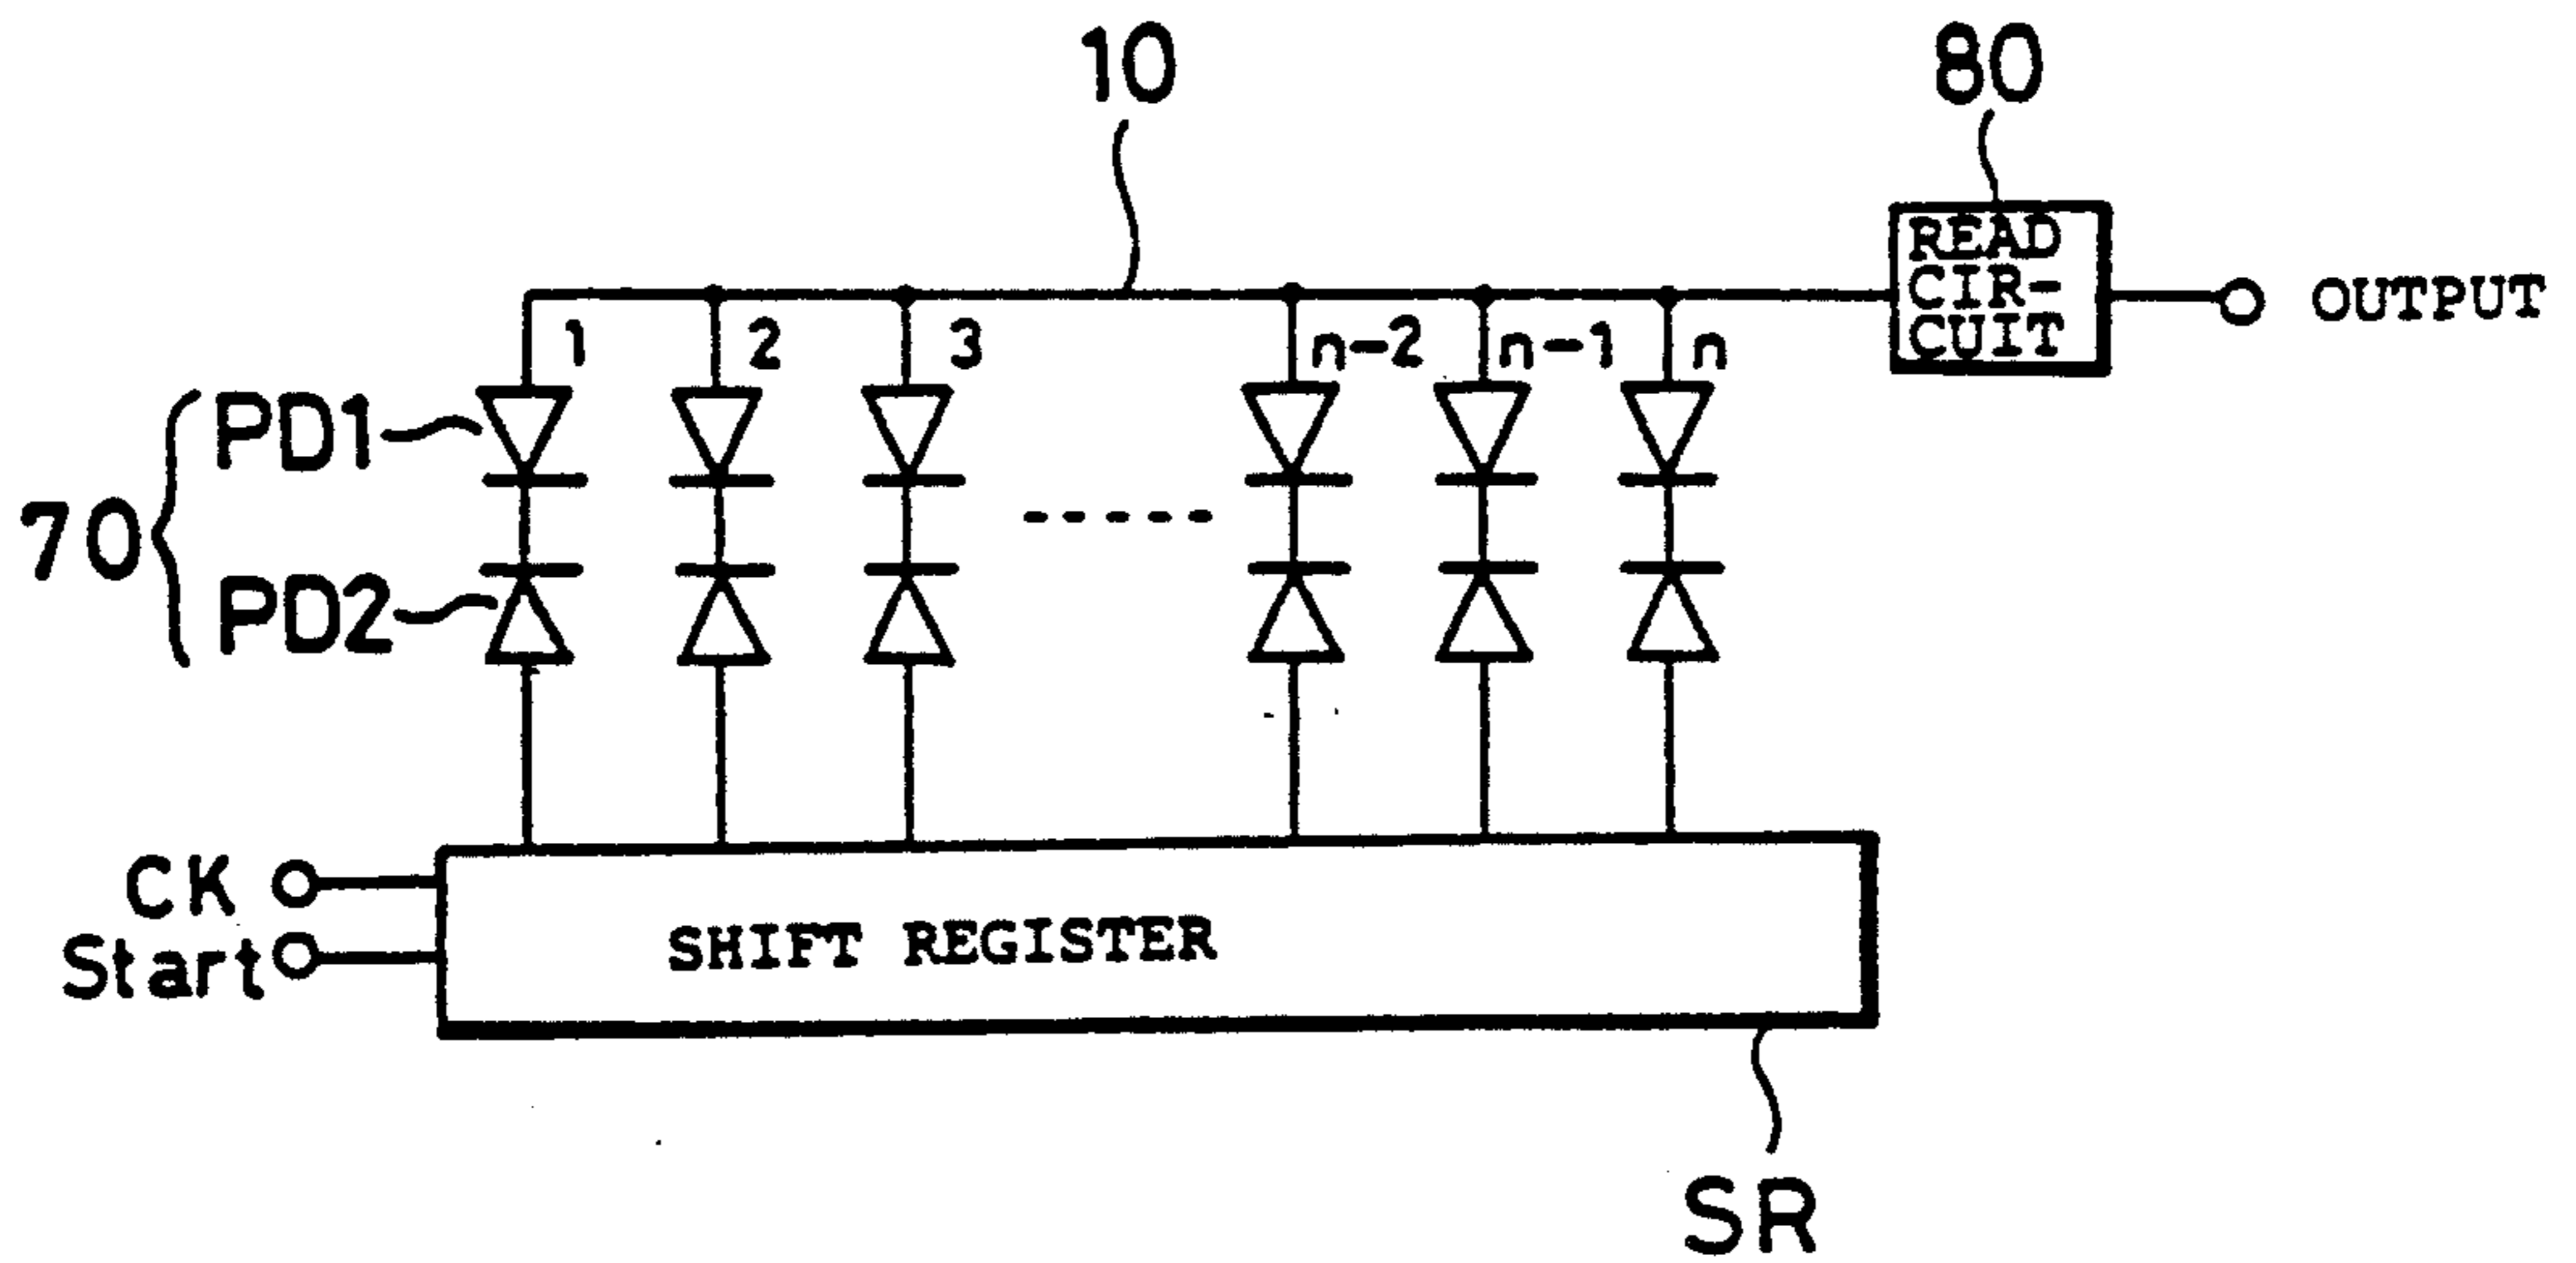 10
80
READ
CIR-
CUIT
OUTPUT
1
2
3
n-2
n-1
n
PD1
70
PD2
CK
Start
SHIFT REGISTER
SR